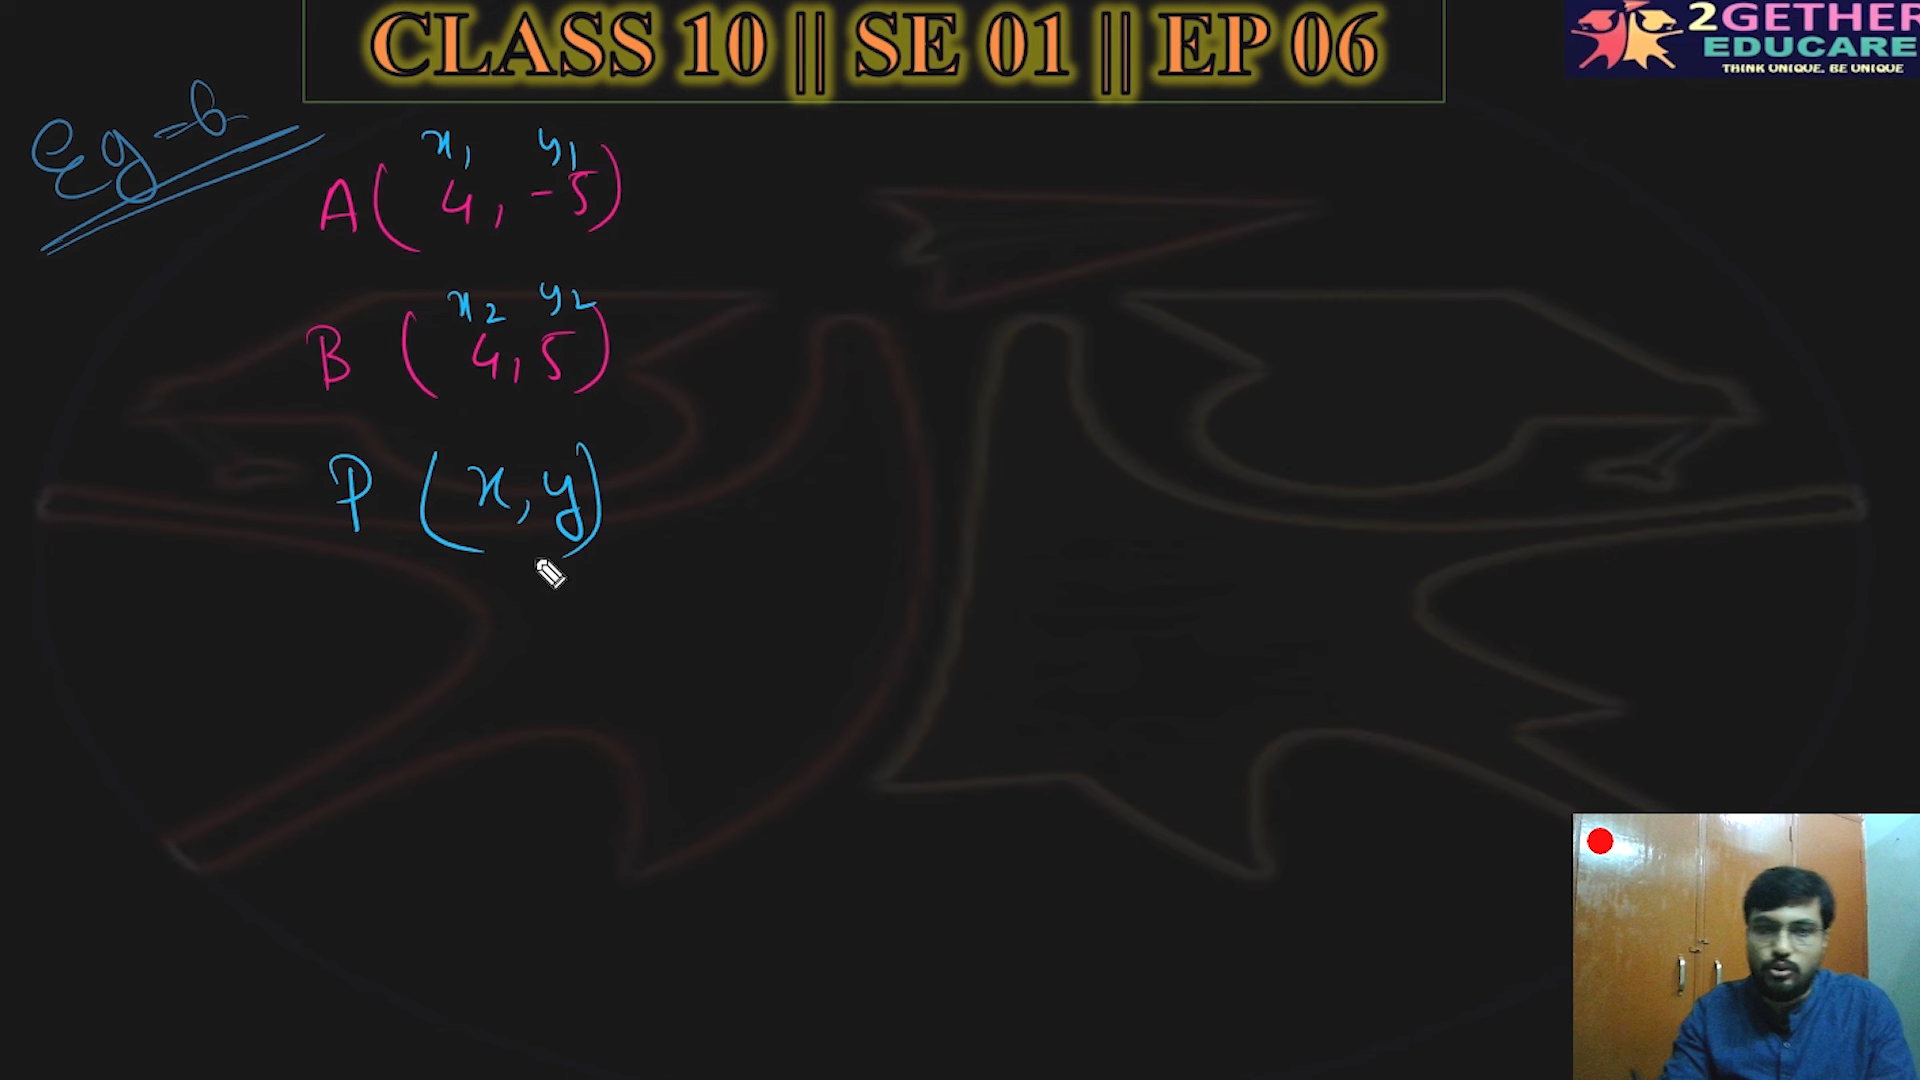 CLASS 10 || SE 01 || EP 06
2GETHER
EDUCARE
THINK UNIQUE, BE UNIQUE
Eg-6
x1 y1
A(4, -5)
x2 y2
B (4, 5)
P (x, y)